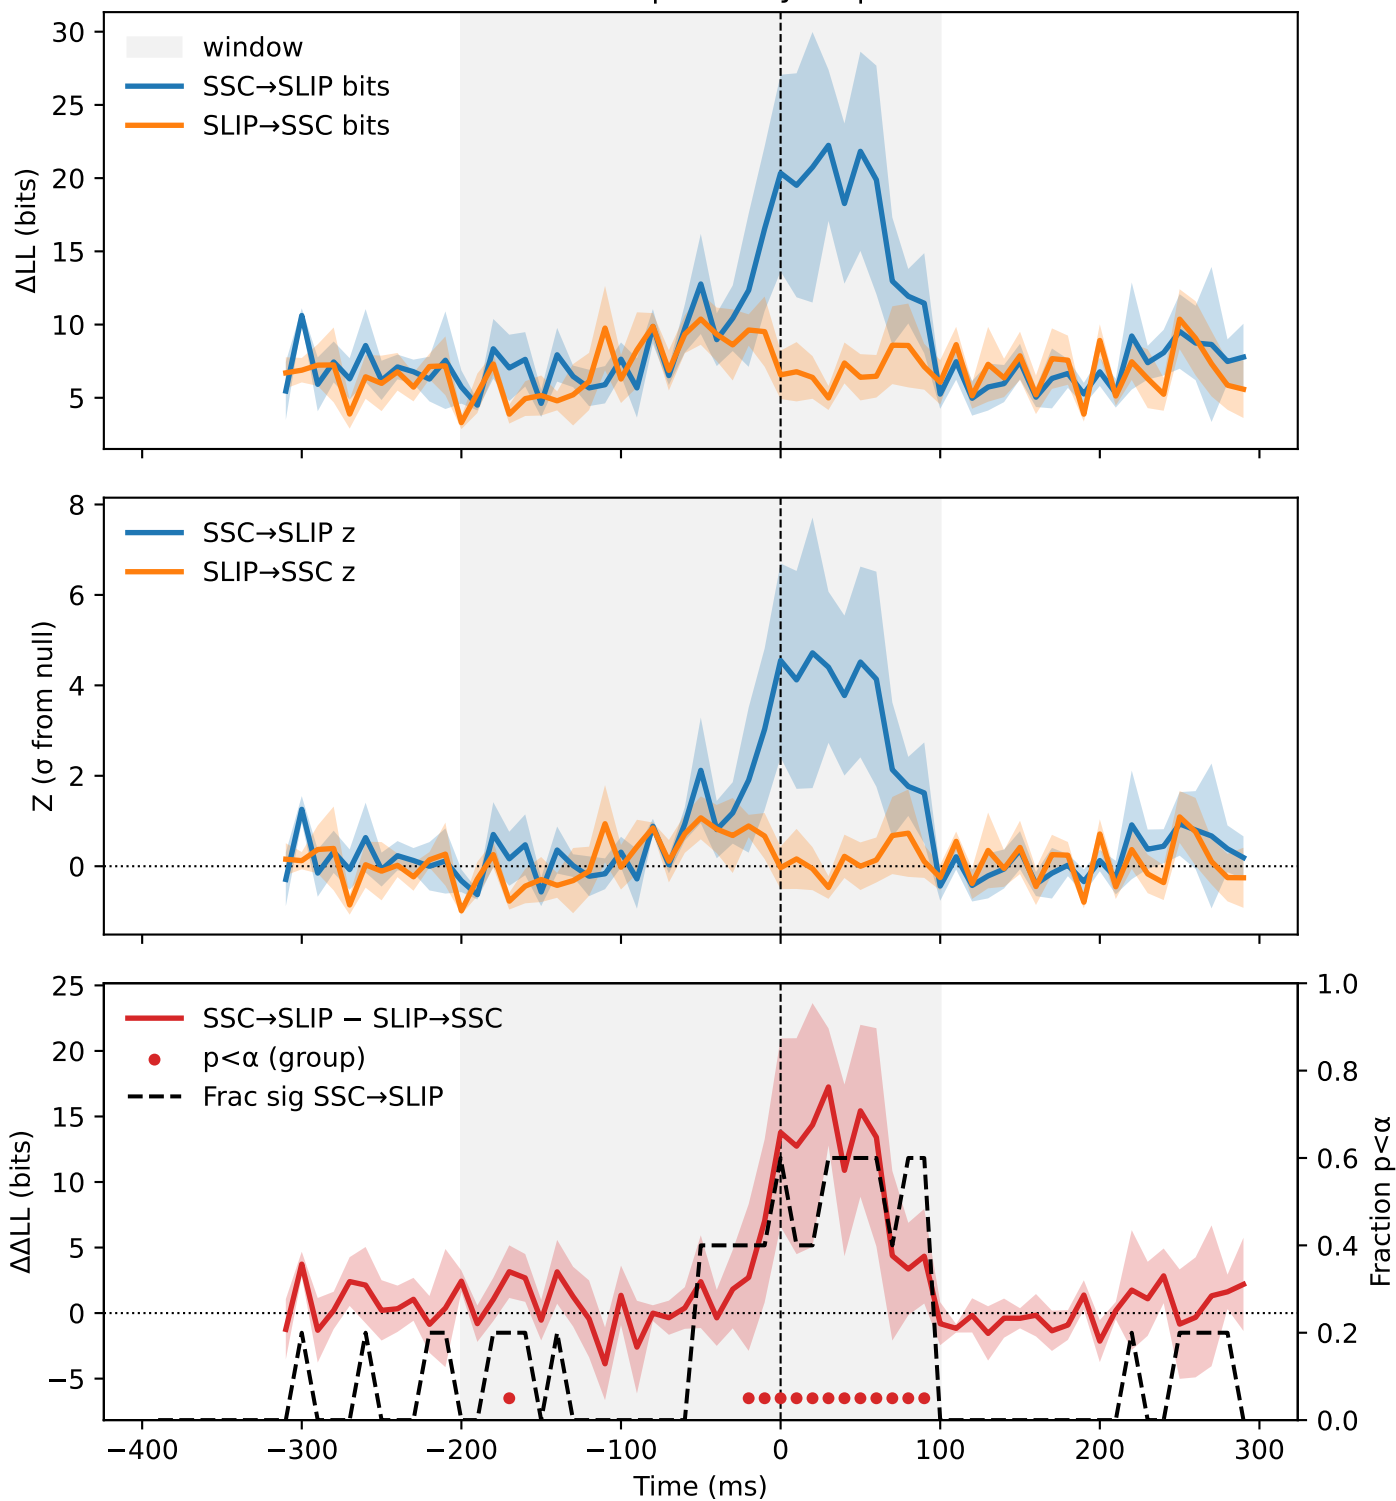 30
25
20
15
10
5
ΔLL (bits)
window
SSC→SLIP bits
SLIP→SSC bits
8
6
4
2
0
Z (σ from null)
SSC→SLIP z
SLIP→SSC z
25
20
15
10
5
0
−5
ΔΔLL (bits)
SSC→SLIP − SLIP→SSC
p<α (group)
Frac sig SSC→SLIP
1.0
0.8
0.6
0.4
0.2
0.0
Fraction p<α
−400
−300
−200
−100
0
100
200
300
Time (ms)